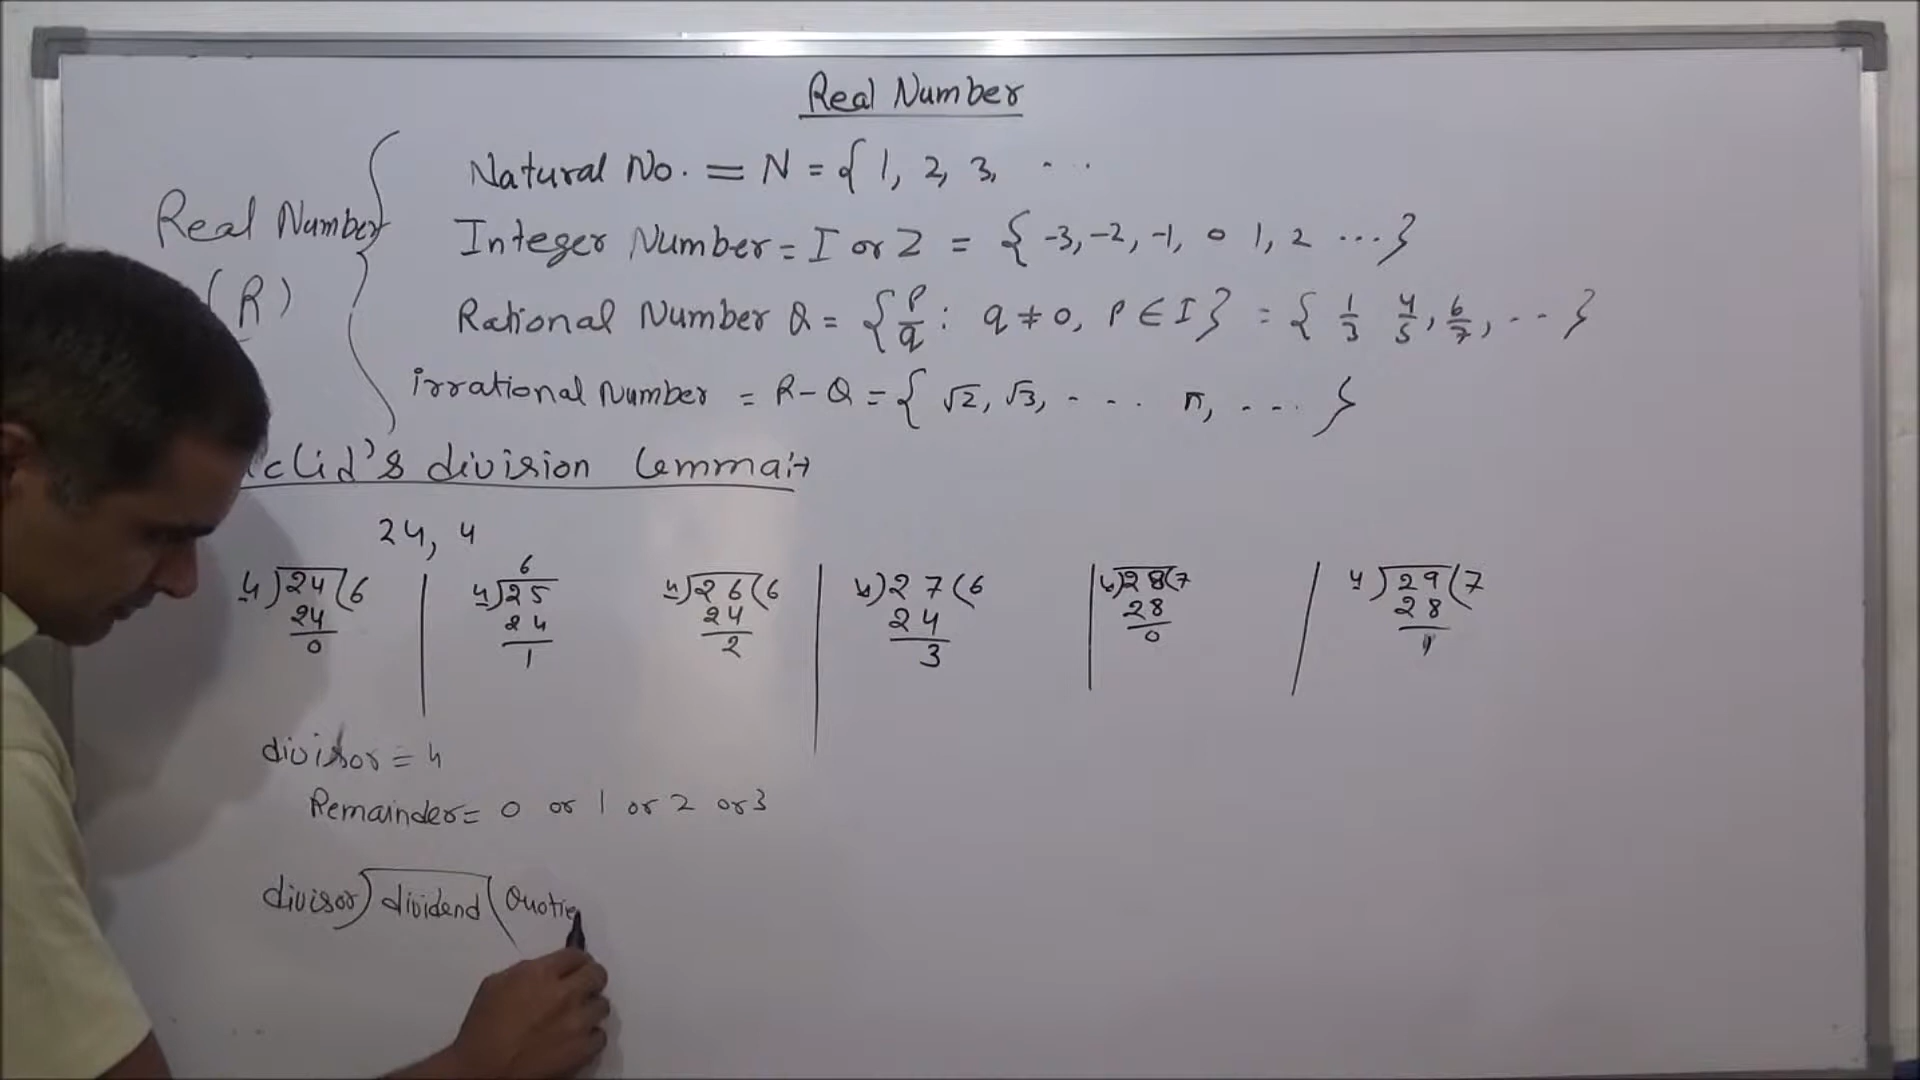 Real Number
Real Number
(R)
Natural No. = N = { 1, 2, 3, ...
Integer Number = I or Z = { -3, -2, -1, 0 1, 2 ... }
Rational Number Q = { p/q : q ≠ 0, P ∈ I } = { 1/3 4/5, 6/7, ... }
irrational Number = R - Q = { √2, √3, .... π, .... }
clid's division Lemma:→
24, 4
4)24(6
24
0
6
4)25
24
1
4)26(6
24
2
4)27(6
24
3
4)28(7
28
0
4)29(7
28
1
divisor = 4
Remainder = 0 or 1 or 2 or 3
divisor)dividend(Quotie